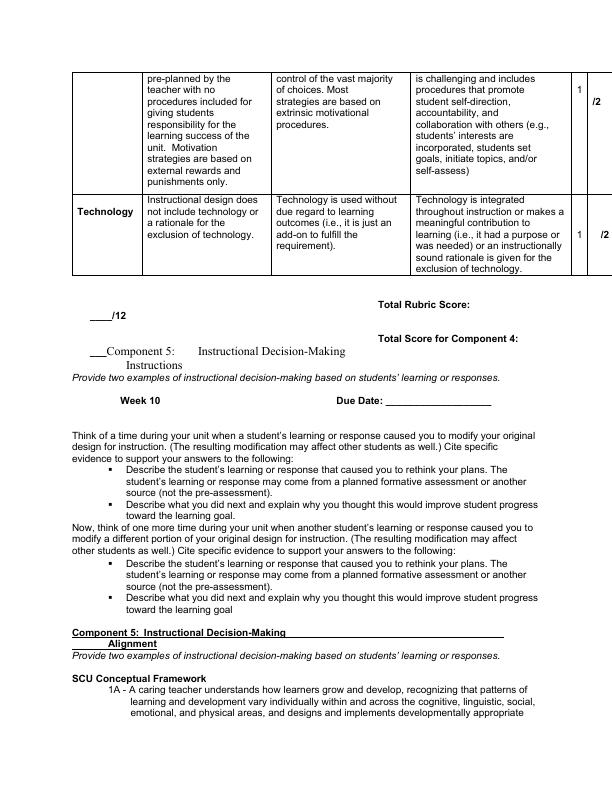 pre-planned by the
teacher with no
procedures included for
giving students
responsibility for the
learning success of the
unit.  Motivation
strategies are based on
external rewards and
punishments only.
control of the vast majority
of choices. Most
strategies are based on
extrinsic motivational
procedures.
is challenging and includes
procedures that promote
student self-direction,
accountability, and
collaboration with others (e.g.,
students' interests are
incorporated, students set
goals, initiate topics, and/or
self-assess)
1
/2
Technology
Instructional design does
not include technology or
a rationale for the
exclusion of technology.
Technology is used without
due regard to learning
outcomes (i.e., it is just an
add-on to fulfill the
requirement).
Technology is integrated
throughout instruction or makes a
meaningful contribution to
learning (i.e., it had a purpose or
was needed) or an instructionally
sound rationale is given for the
exclusion of technology.
1
/2
Total Rubric Score:
____/12
Total Score for Component 4:
___Component 5: Instructional Decision-Making
Instructions
Provide two examples of instructional decision-making based on students' learning or responses.
Week 10 Due Date: ___________________
Think of a time during your unit when a student's learning or response caused you to modify your original
design for instruction. (The resulting modification may affect other students as well.) Cite specific
evidence to support your answers to the following:
▪ Describe the student's learning or response that caused you to rethink your plans. The
student's learning or response may come from a planned formative assessment or another
source (not the pre-assessment).
▪ Describe what you did next and explain why you thought this would improve student progress
toward the learning goal.
Now, think of one more time during your unit when another student's learning or response caused you to
modify a different portion of your original design for instruction. (The resulting modification may affect
other students as well.) Cite specific evidence to support your answers to the following:
▪ Describe the student's learning or response that caused you to rethink your plans. The
student's learning or response may come from a planned formative assessment or another
source (not the pre-assessment).
▪ Describe what you did next and explain why you thought this would improve student progress
toward the learning goal
Component 5: Instructional Decision-Making
Alignment
Provide two examples of instructional decision-making based on students' learning or responses.
SCU Conceptual Framework
1A - A caring teacher understands how learners grow and develop, recognizing that patterns of
learning and development vary individually within and across the cognitive, linguistic, social,
emotional, and physical areas, and designs and implements developmentally appropriate